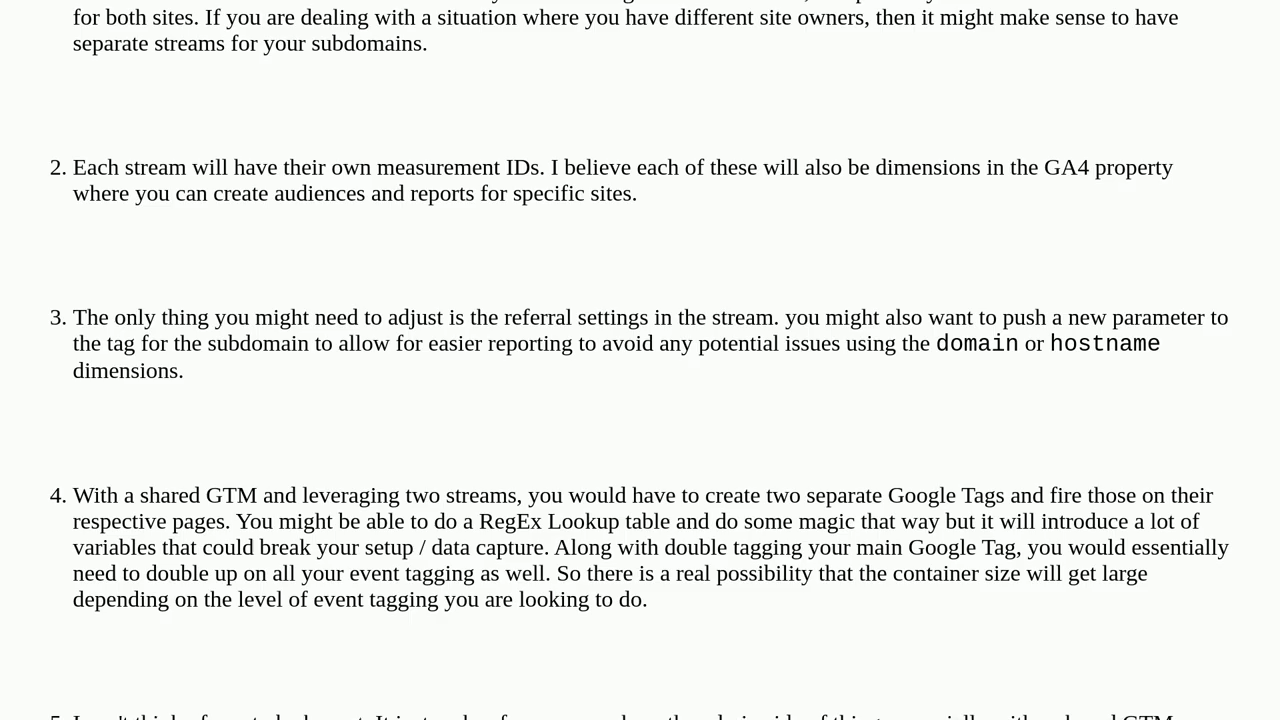 for both sites. If you are dealing with a situation where you have different site owners, then it might make sense to have
separate streams for your subdomains.
2. Each stream will have their own measurement IDs. I believe each of these will also be dimensions in the GA4 property
where you can create audiences and reports for specific sites.
3. The only thing you might need to adjust is the referral settings in the stream. you might also want to push a new parameter to
the tag for the subdomain to allow for easier reporting to avoid any potential issues using the domain or hostname
dimensions.
4. With a shared GTM and leveraging two streams, you would have to create two separate Google Tags and fire those on their
respective pages. You might be able to do a RegEx Lookup table and do some magic that way but it will introduce a lot of
variables that could break your setup / data capture. Along with double tagging your main Google Tag, you would essentially
need to double up on all your event tagging as well. So there is a real possibility that the container size will get large
depending on the level of event tagging you are looking to do.